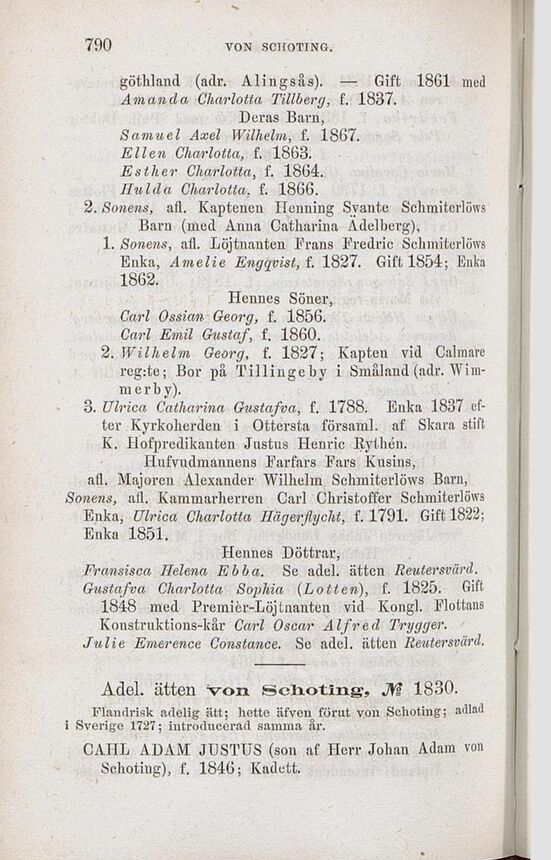 790 VON SCHOTING.
göthland (adr. Alingsås). — Gift 1861 med
Amanda Charlotta Tillberg, f. 1837.
Deras Barn,
Samuel Axel Wilhelm, f. 1867.
Ellen Charlotta, f. 1863.
Esther Charlotta, f. 1864.
Hulda Charlotta, f. 1866.
2. Sonens, afl. Kaptenen Henning Svante Schmiterlöws
Barn (med Anna Catharina Adelberg),
1. Sonens, afl. Löjtnanten Frans Fredric Schmiterlöws
Enka, Amelie Engqvist, f. 1827. Gift 1854; Enka
1862.
Hennes Söner,
Carl Ossian Georg, f. 1856.
Carl Emil Gustaf, f. 1860.
2. Wilhelm Georg, f. 1827; Kapten vid Calmare
reg:te; Bor på Tillingeby i Småland (adr. Wim-
merby).
3. Ulrica Catharina Gustafva, f. 1788. Enka 1837 ef-
ter Kyrkoherden i Ottersta församl. af Skara stift
K. Hofpredikanten Justus Henric Rythén.
Hufvudmannens Farfars Fars Kusins,
afl. Majoren Alexander Wilhelm Schmiterlöws Barn,
Sonens, afl. Kammarherren Carl Christoffer Schmiterlöws
Enka, Ulrica Charlotta Hägerflycht, f. 1791. Gift 1822;
Enka 1851.
Hennes Döttrar,
Fransisca Helena Ebba. Se adel. ätten Reutersvärd.
Gustafva Charlotta Sophia (Lotten), f. 1825. Gift
1848 med Premièr-Löjtnanten vid Kongl. Flottans
Konstruktions-kår Carl Oscar Alfred Trygger.
Julie Emerence Constance. Se adel. ätten Reutersvärd.
Adel. ätten von Schoting, № 1830.
Flandrisk adelig ätt; hette äfven förut von Schoting; adlad
i Sverige 1727; introducerad samma år.
CAHL ADAM JUSTUS (son af Herr Johan Adam von
Schoting), f. 1846; Kadett.